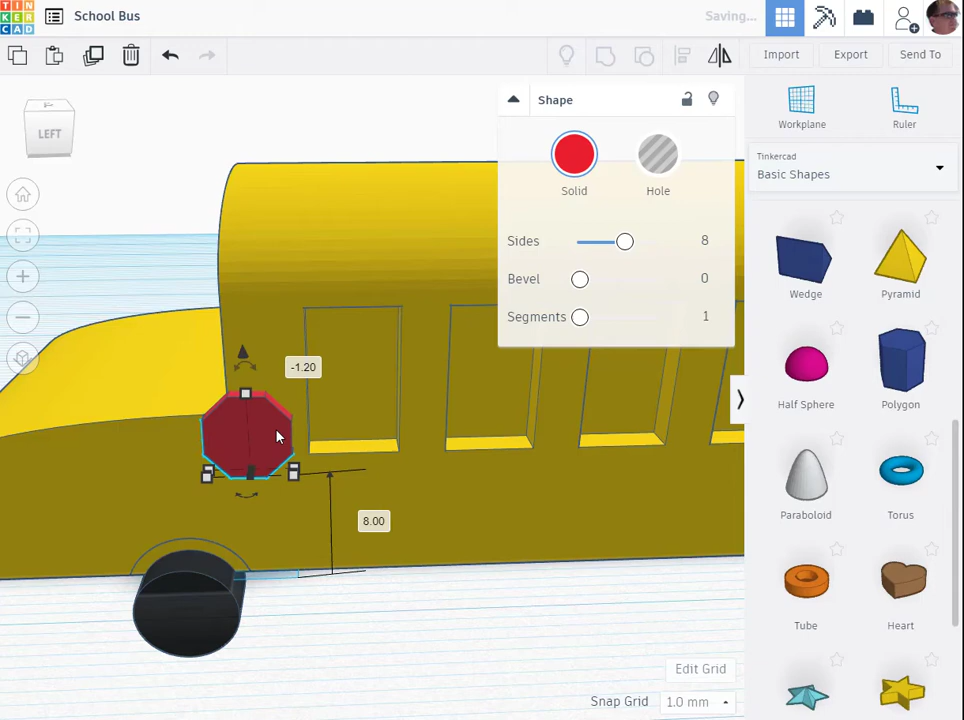 TIN
KER
CAD
School Bus
Saving...
Import
Export
Send To
LEFT
Shape
Solid
Hole
Sides
8
Bevel
0
Segments
1
-1.20
8.00
Workplane
Ruler
Tinkercad
Basic Shapes
Wedge
Pyramid
Half Sphere
Polygon
Paraboloid
Torus
Tube
Heart
Edit Grid
Snap Grid
1.0 mm